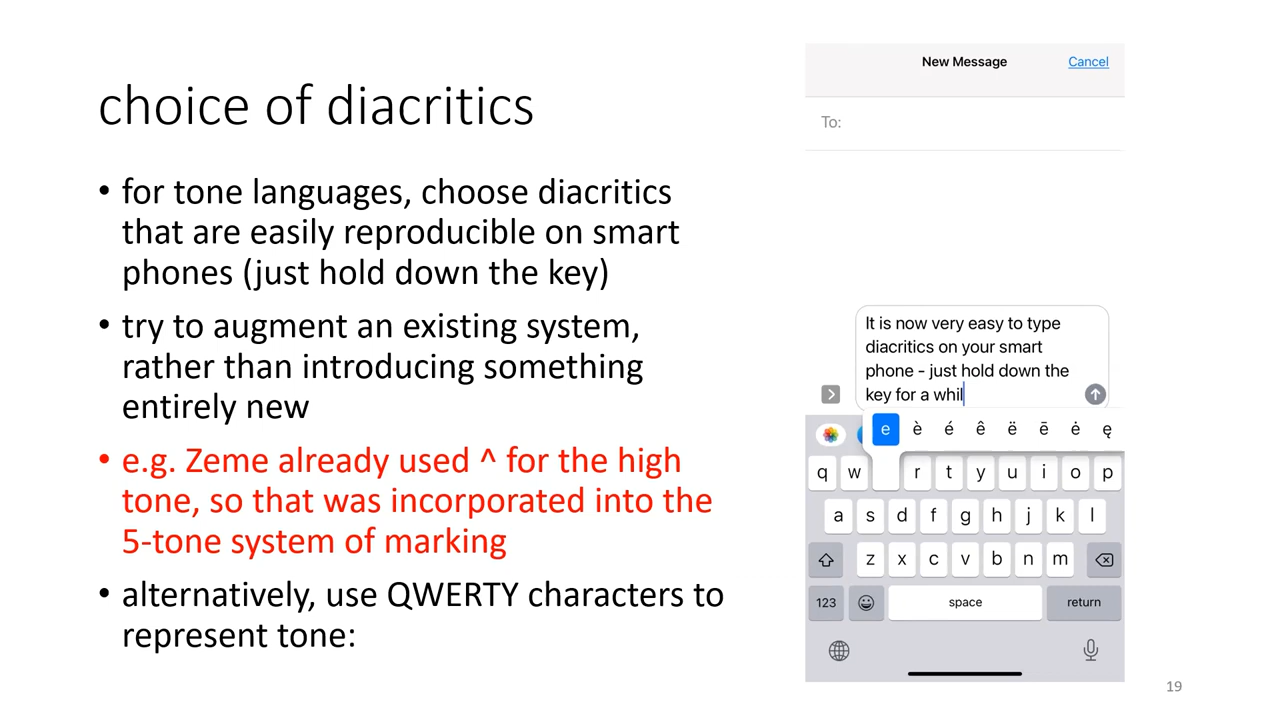 choice of diacritics
• for tone languages, choose diacritics
that are easily reproducible on smart
phones (just hold down the key)
• try to augment an existing system,
rather than introducing something
entirely new
• e.g. Zeme already used ^ for the high
tone, so that was incorporated into the
5-tone system of marking
• alternatively, use QWERTY characters to
represent tone:
New Message
Cancel
To:
It is now very easy to type
diacritics on your smart
phone - just hold down the
key for a whil
e è é ê ë ē ė ę
q w r t y u i o p
a s d f g h j k l
z x c v b n m
123 space return
19